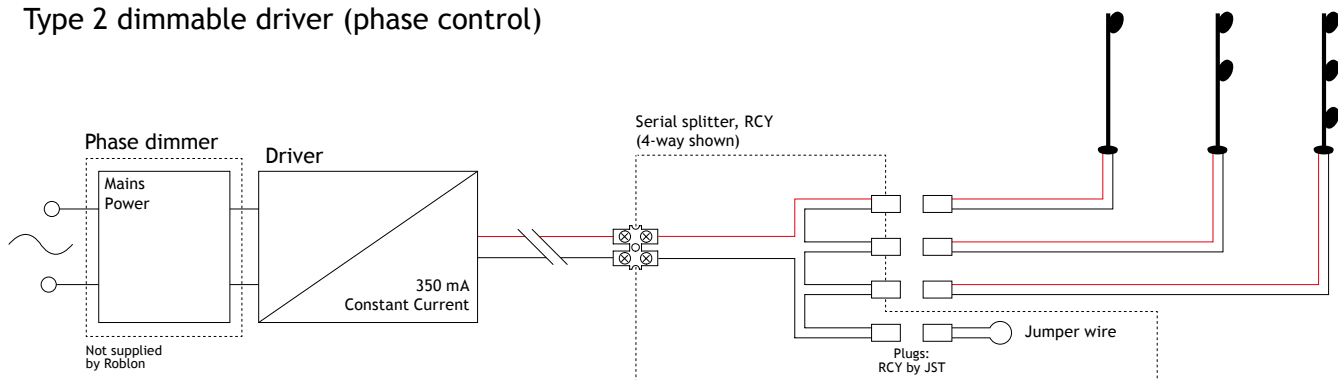 Type 2 dimmable driver (phase control)
Phase dimmer
Mains
Power
Not supplied
by Roblon
Driver
350 mA
Constant Current
Serial splitter, RCY
(4-way shown)
Plugs:
RCY by JST
Jumper wire